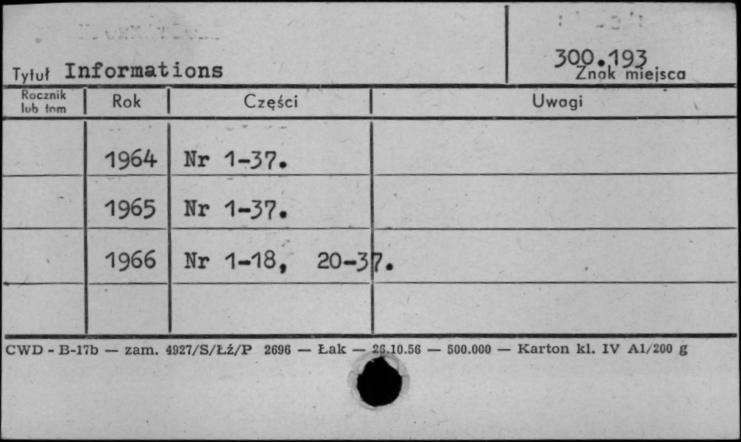 300.193
Tytuł Informations Znak miejsca
Rocznik lub tom Rok Części Uwagi
1964 Nr 1-37.
1965 Nr 1-37.
1966 Nr 1-18, 20-37.
CWD - B-17b — zam. 4927/S/Łź/P 2696 — Łak — 26.10.56 — 500.000 — Karton kl. IV A1/200 g